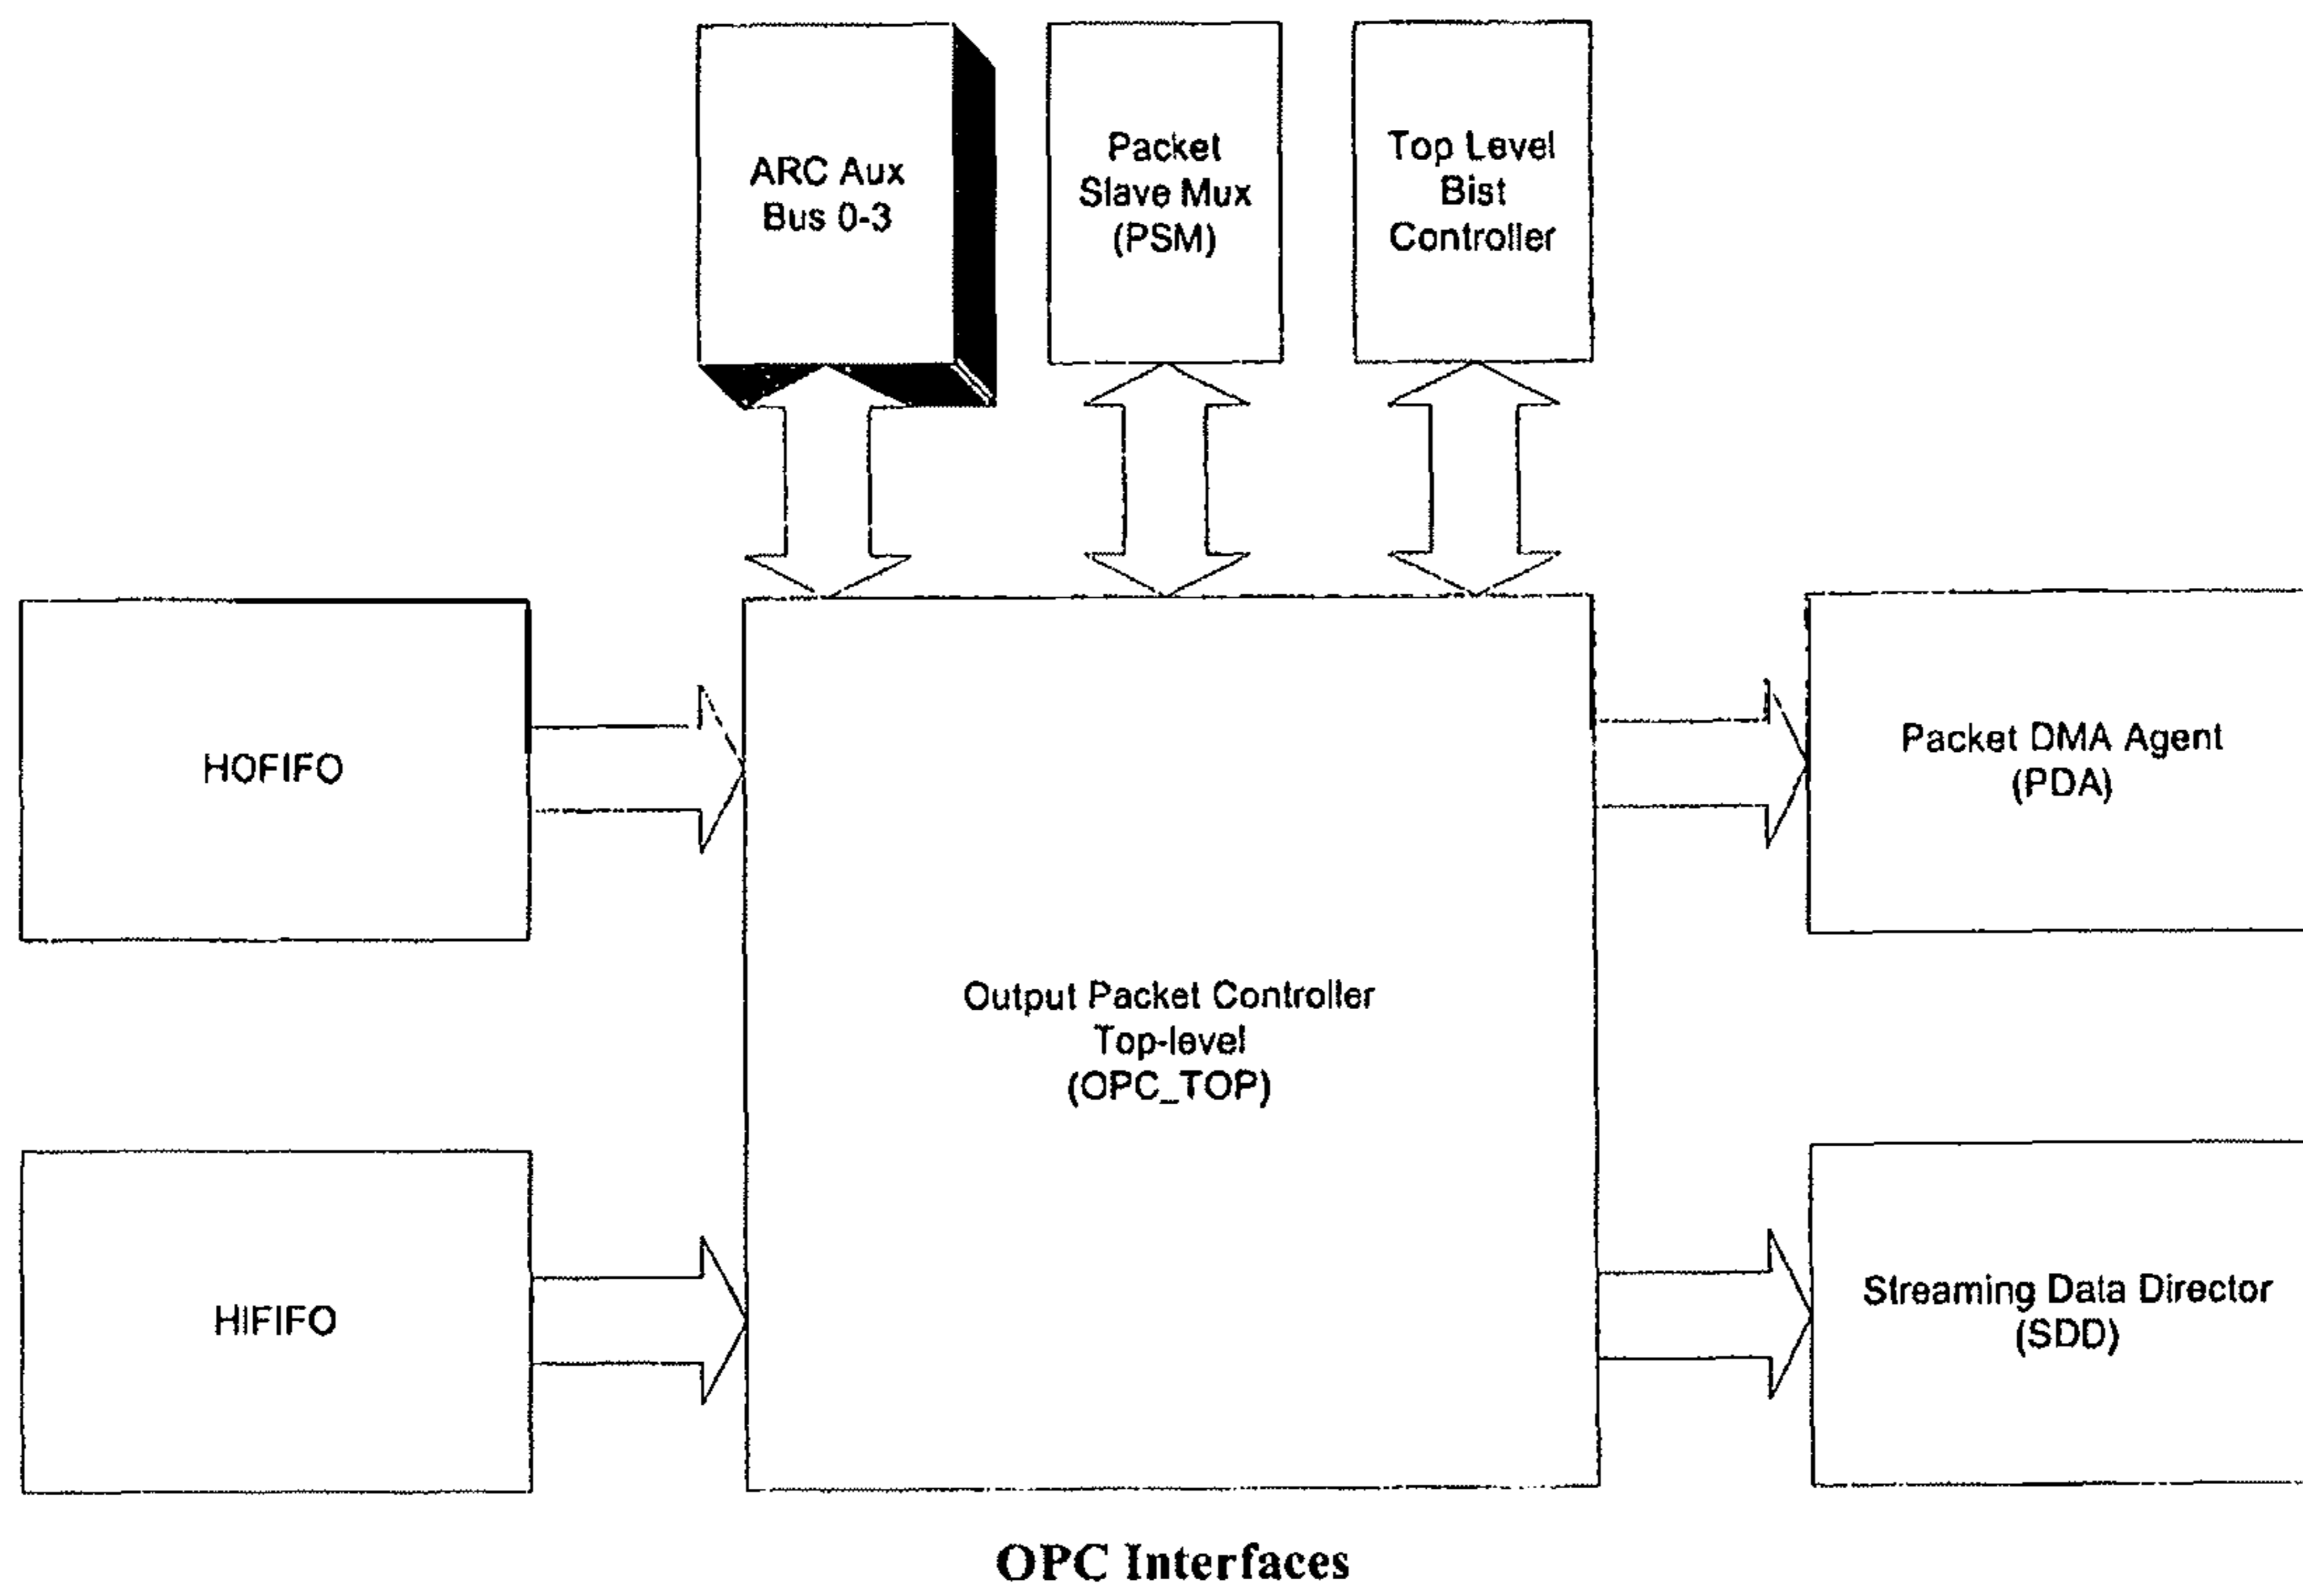 ARC Aux
Bus 0-3
Packet
Slave Mux
(PSM)
Top Level
Bist
Controller
HOFIFO
Packet DMA Agent
(PDA)
Output Packet Controller
Top-level
(OPC_TOP)
HIFIFO
Streaming Data Director
(SDD)
OPC Interfaces